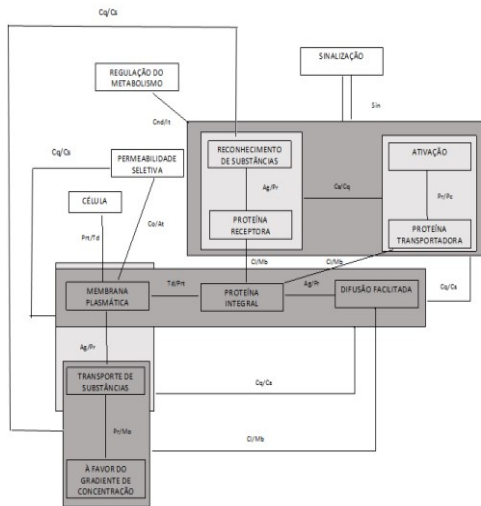 Cq/Cs
SINALIZAÇÃO
REGULAÇÃO DO
METABOLISMO
Sin
Cnd/It
Cq/Cs
PERMEABILIDADE
SELETIVA
RECONHECIMENTO
DE SUBSTÂNCIAS
ATIVAÇÃO
Ag/Pr
Cs/Cq
Pr/Pc
CÉLULA
Co/At
PROTEÍNA
RECEPTORA
PROTEÍNA
TRANSPORTADORA
Prt/Td
Cl/Mb
Cl/Mb
MEMBRANA
PLASMÁTICA
Td/Prt
PROTEÍNA
INTEGRAL
Ag/Pt
DIFUSÃO FACILITADA
Cq/Cs
Ag/Pr
TRANSPORTE DE
SUBSTÂNCIAS
Cq/Cs
Pr/Ma
Cl/Mb
À FAVOR DO
GRADIENTE DE
CONCENTRAÇÃO